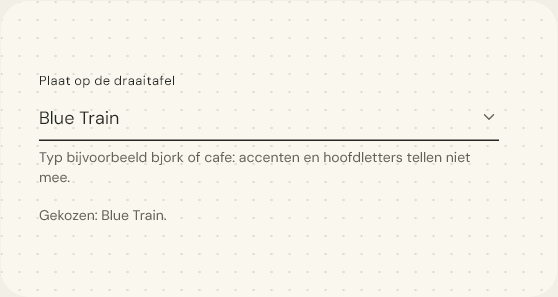 Plaat op de draaitafel
Blue Train
Typ bijvoorbeeld bjork of cafe: accenten en hoofdletters tellen niet
mee.
Gekozen: Blue Train.